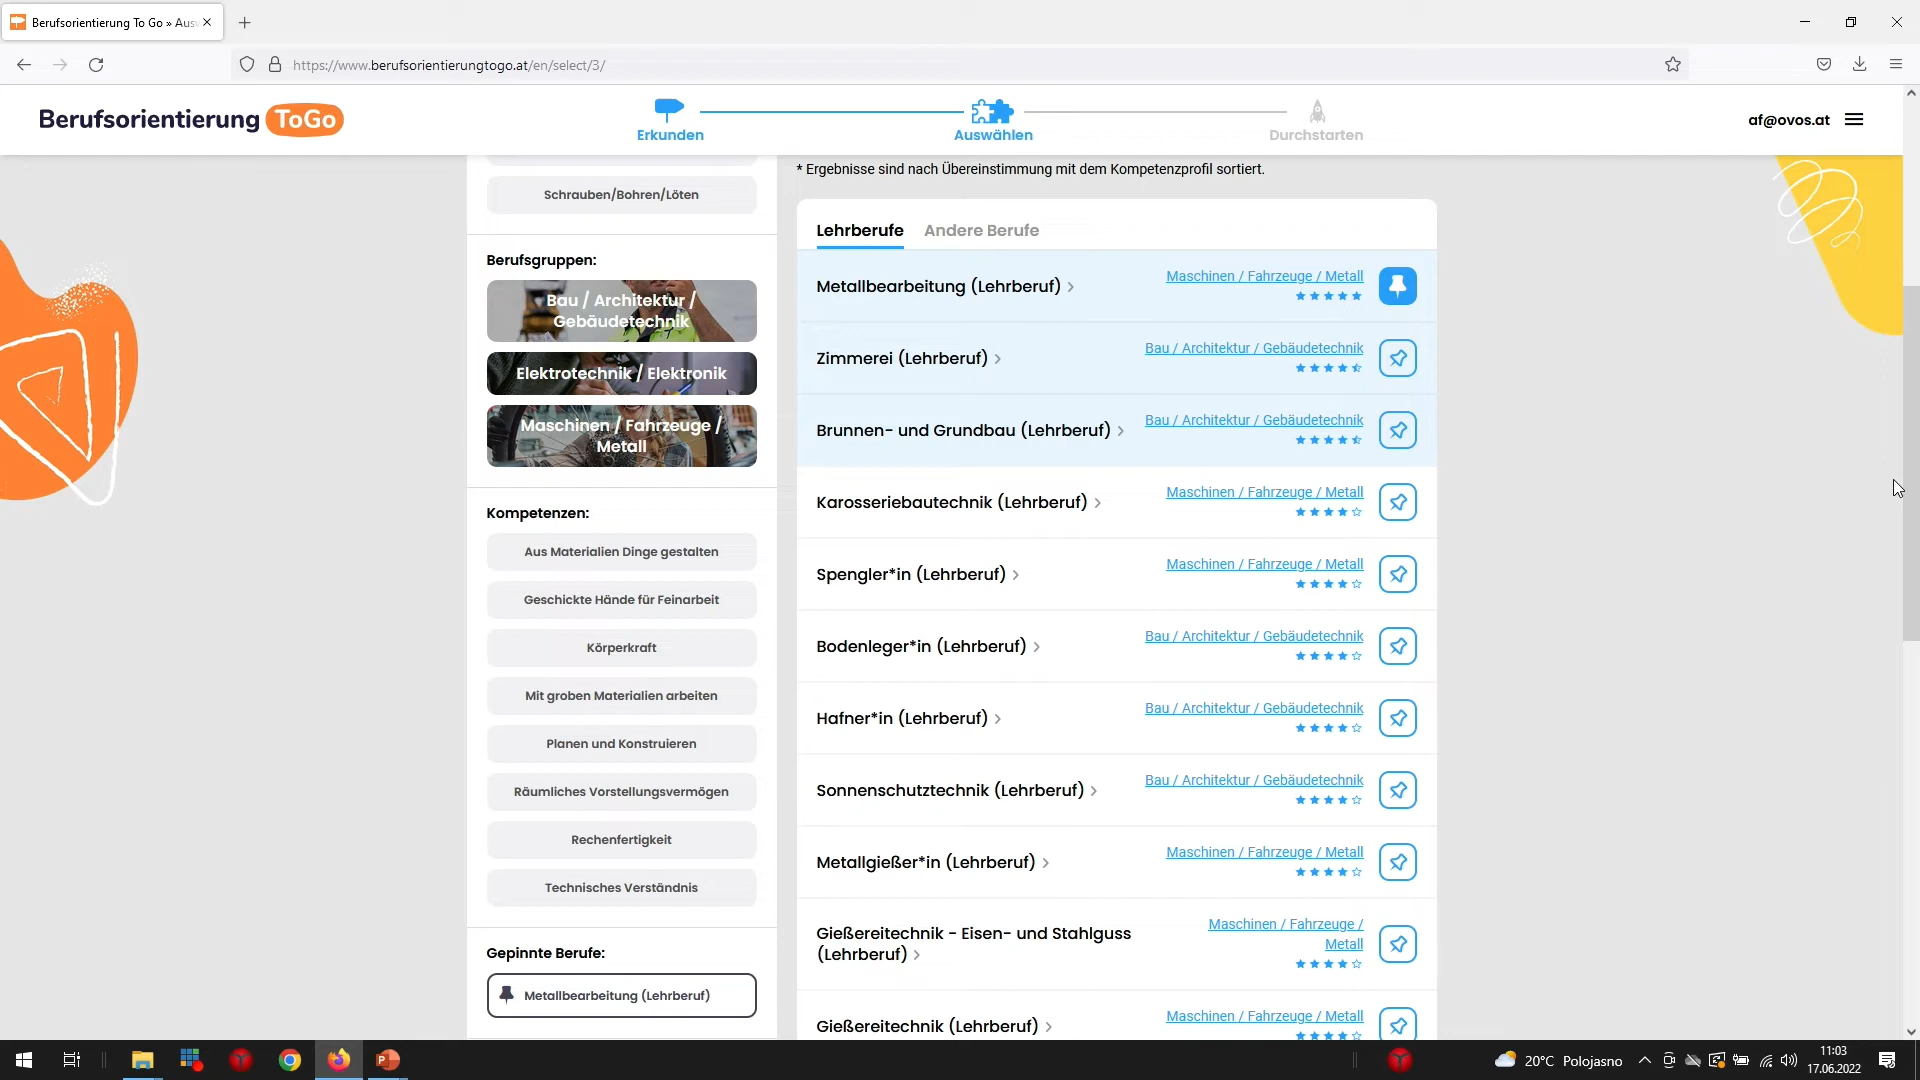 Berufsorientierung To Go » Aus
https://www.berufsorientierungtogo.at/en/select/3/
Berufsorientierung ToGo
Erkunden
Auswählen
Durchstarten
af@ovos.at
* Ergebnisse sind nach Übereinstimmung mit dem Kompetenzprofil sortiert.
Schrauben/Bohren/Löten
Berufsgruppen:
Bau / Architektur /
Gebäudetechnik
Elektrotechnik / Elektronik
Maschinen / Fahrzeuge /
Metall
Kompetenzen:
Aus Materialien Dinge gestalten
Geschickte Hände für Feinarbeit
Körperkraft
Mit groben Materialien arbeiten
Planen und Konstruieren
Räumliches Vorstellungsvermögen
Rechenfertigkeit
Technisches Verständnis
Gepinnte Berufe:
Metallbearbeitung (Lehrberuf)
Lehrberufe Andere Berufe
Metallbearbeitung (Lehrberuf)
Maschinen / Fahrzeuge / Metall
Zimmerei (Lehrberuf)
Bau / Architektur / Gebäudetechnik
Brunnen- und Grundbau (Lehrberuf)
Bau / Architektur / Gebäudetechnik
Karosseriebautechnik (Lehrberuf)
Maschinen / Fahrzeuge / Metall
Spengler*in (Lehrberuf)
Maschinen / Fahrzeuge / Metall
Bodenleger*in (Lehrberuf)
Bau / Architektur / Gebäudetechnik
Hafner*in (Lehrberuf)
Bau / Architektur / Gebäudetechnik
Sonnenschutztechnik (Lehrberuf)
Bau / Architektur / Gebäudetechnik
Metallgießer*in (Lehrberuf)
Maschinen / Fahrzeuge / Metall
Gießereitechnik - Eisen- und Stahlguss
(Lehrberuf)
Maschinen / Fahrzeuge /
Metall
Gießereitechnik (Lehrberuf)
Maschinen / Fahrzeuge / Metall
20°C Polojasno
11:03
17.06.2022